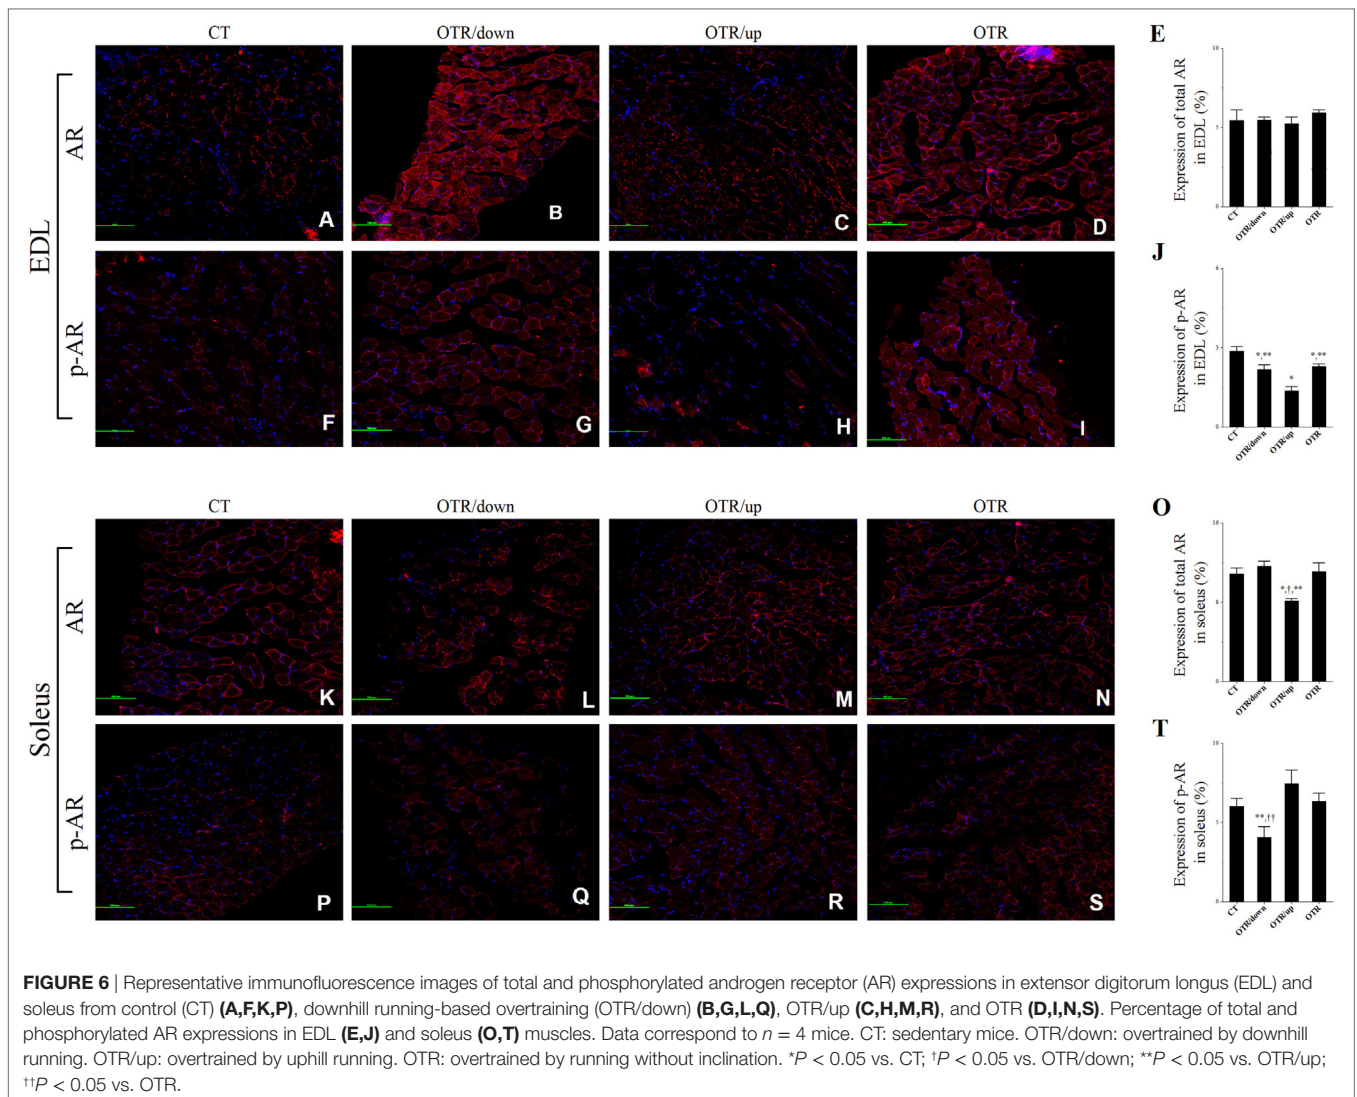 CT OTR/down OTR/up OTR
EDL
AR
A B C D
p-AR
F G H I
E
Expression of total AR
in EDL (%)
10
5
0
CT OTR/down OTR/up OTR
J
Expression of p-AR
in EDL (%)
6
3
0
*,** * *,**
CT OTR/down OTR/up OTR
CT OTR/down OTR/up OTR
Soleus
AR
K L M N
p-AR
P Q R S
O
Expression of total AR
in soleus (%)
16
8
0
*,†,**
CT OTR/down OTR/up OTR
T
Expression of p-AR
in soleus (%)
10
5
0
**,††
CT OTR/down OTR/up OTR
FIGURE 6 | Representative immunofluorescence images of total and phosphorylated androgen receptor (AR) expressions in extensor digitorum longus (EDL) and
soleus from control (CT) (A,F,K,P), downhill running-based overtraining (OTR/down) (B,G,L,Q), OTR/up (C,H,M,R), and OTR (D,I,N,S). Percentage of total and
phosphorylated AR expressions in EDL (E,J) and soleus (O,T) muscles. Data correspond to n = 4 mice. CT: sedentary mice. OTR/down: overtrained by downhill
running. OTR/up: overtrained by uphill running. OTR: overtrained by running without inclination. *P < 0.05 vs. CT; †P < 0.05 vs. OTR/down; **P < 0.05 vs. OTR/up;
††P < 0.05 vs. OTR.